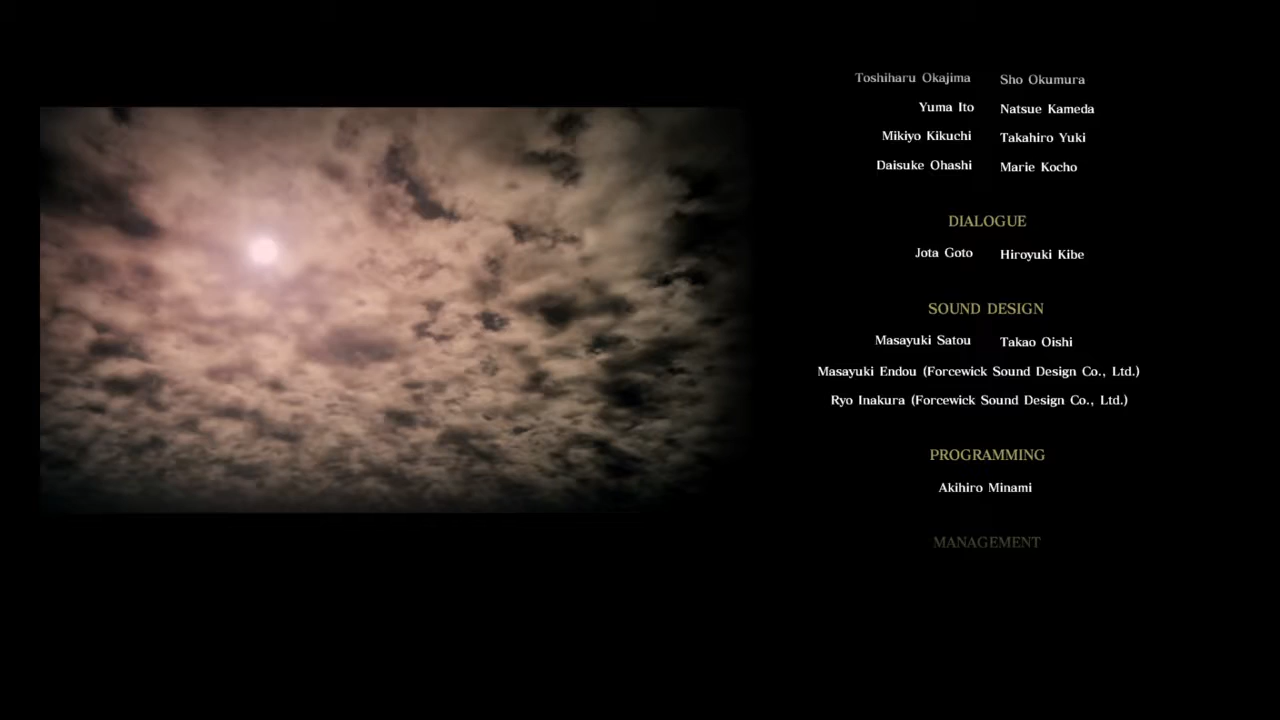 Toshiharu Okajima Sho Okumura
Yuma Ito Natsue Kameda
Mikiyo Kikuchi Takahiro Yuki
Daisuke Ohashi Marie Kocho
DIALOGUE
Jota Goto Hiroyuki Kibe
SOUND DESIGN
Masayuki Satou Takao Oishi
Masayuki Endou (Forcewick Sound Design Co., Ltd.)
Ryo Inakura (Forcewick Sound Design Co., Ltd.)
PROGRAMMING
Akihiro Minami
MANAGEMENT